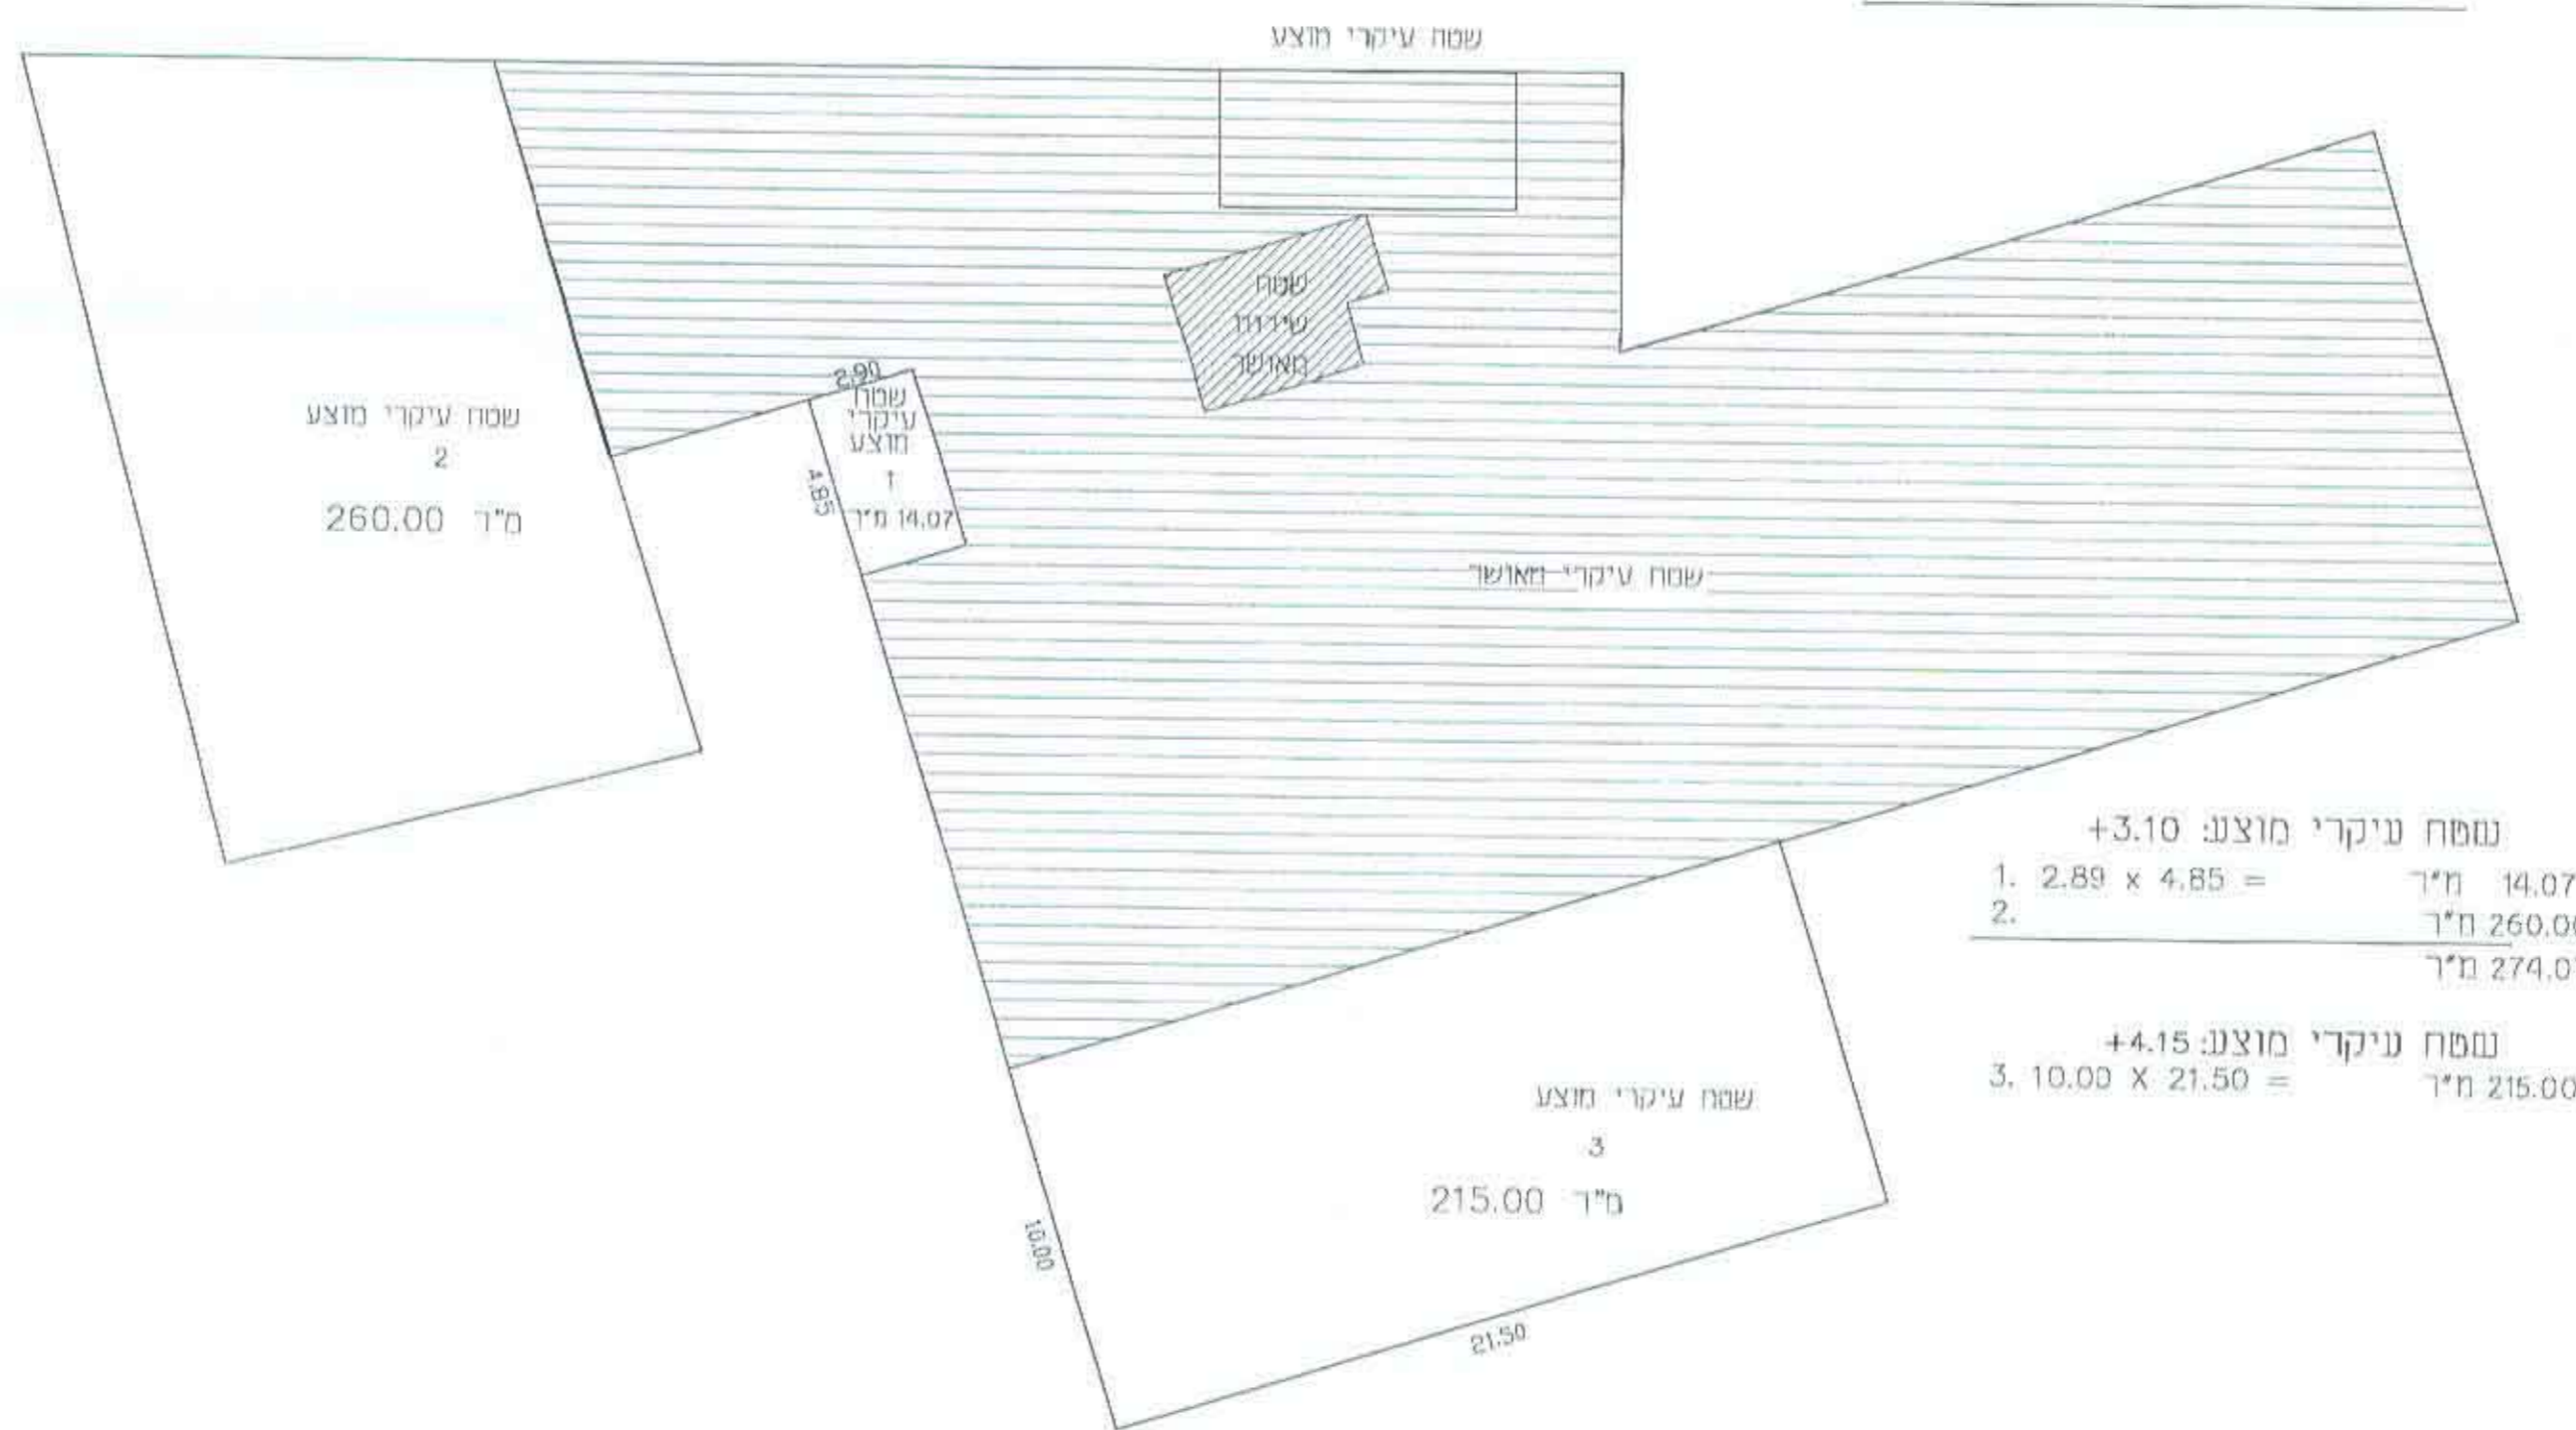 שטח עיקרי מוצע
שטח
שירות
מאושר
2.90
שטח
עיקרי
מוצע
1
14.07 מ"ר
4.85
שטח עיקרי מוצע
2
260.00 מ"ר
שטח עיקרי מאושר
שטח עיקרי מוצע: +3.10
1. 2.89 x 4.85 = 14.07 מ"ר
2. 260.00 מ"ר
274.0 מ"ר
שטח עיקרי מוצע: +4.15
3. 10.00 X 21.50 = 215.00 מ"ר
שטח עיקרי מוצע
3
215.00 מ"ר
10.00
21.50